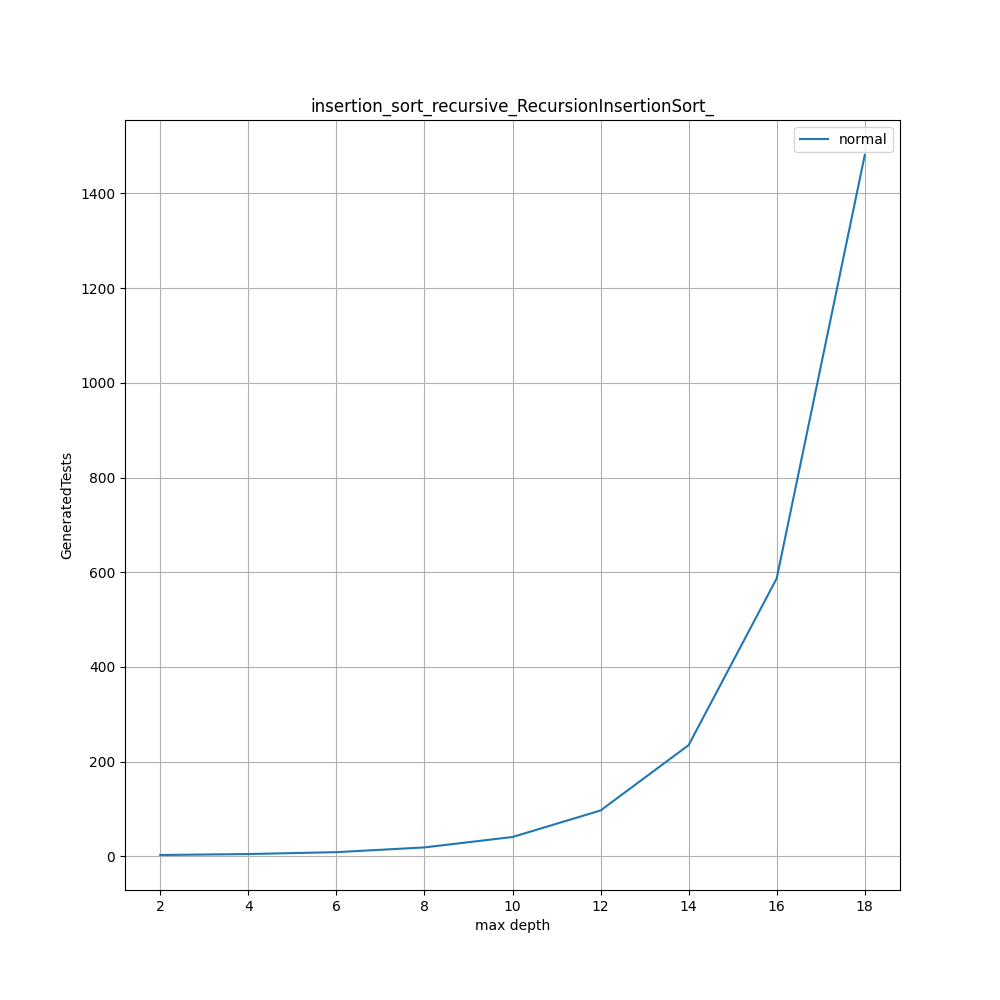 insertion_sort_recursive_RecursionInsertionSort_
normal
1400
1200
1000
800
600
400
200
0
GeneratedTests
2 4 6 8 10 12 14 16 18
max depth